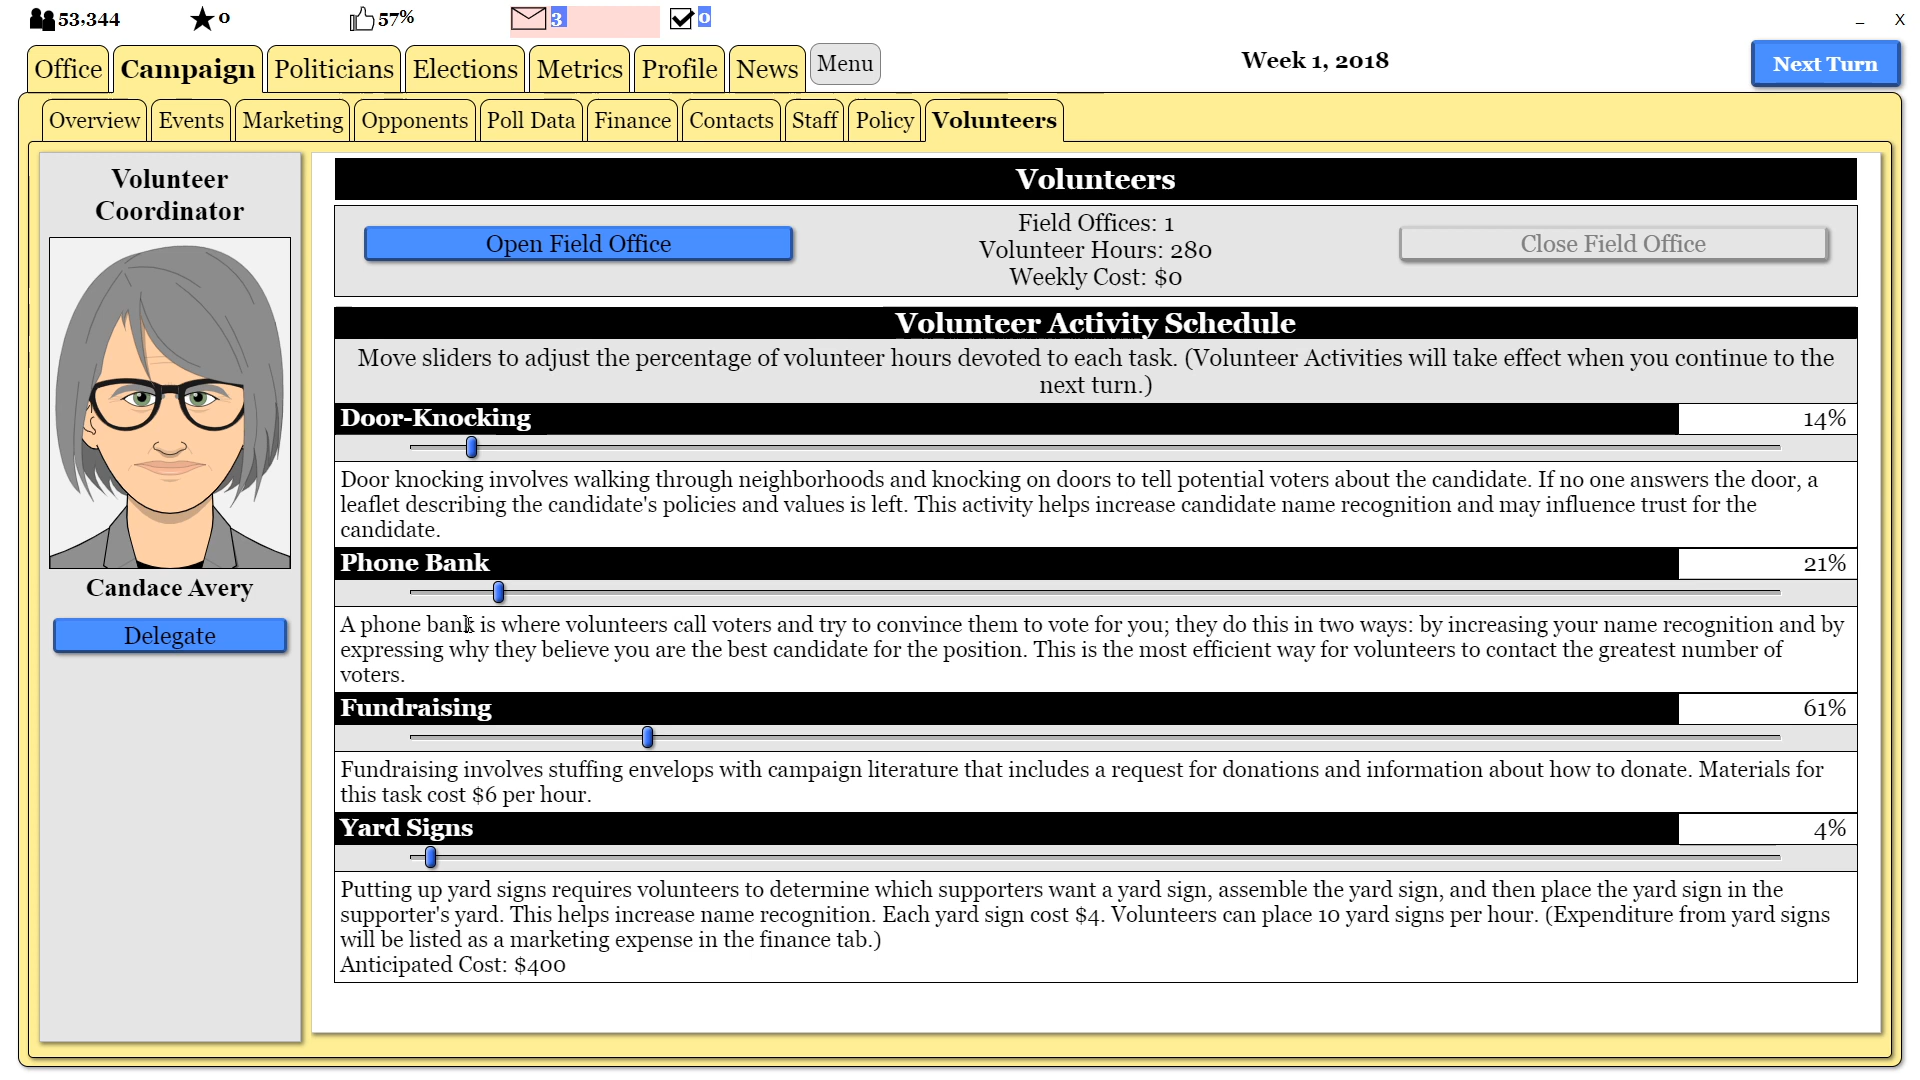 53,344
0
57%
3
0
_
X
Office
Campaign
Politicians
Elections
Metrics
Profile
News
Menu
Week 1, 2018
Next Turn
Overview
Events
Marketing
Opponents
Poll Data
Finance
Contacts
Staff
Policy
Volunteers
Volunteer
Coordinator
Candace Avery
Delegate
Volunteers
Open Field Office
Field Offices: 1
Volunteer Hours: 280
Weekly Cost: $0
Close Field Office
Volunteer Activity Schedule
Move sliders to adjust the percentage of volunteer hours devoted to each task. (Volunteer Activities will take effect when you continue to the
next turn.)
Door-Knocking
14%
Door knocking involves walking through neighborhoods and knocking on doors to tell potential voters about the candidate. If no one answers the door, a
leaflet describing the candidate's policies and values is left. This activity helps increase candidate name recognition and may influence trust for the
candidate.
Phone Bank
21%
A phone bank is where volunteers call voters and try to convince them to vote for you; they do this in two ways: by increasing your name recognition and by
expressing why they believe you are the best candidate for the position. This is the most efficient way for volunteers to contact the greatest number of
voters.
Fundraising
61%
Fundraising involves stuffing envelops with campaign literature that includes a request for donations and information about how to donate. Materials for
this task cost $6 per hour.
Yard Signs
4%
Putting up yard signs requires volunteers to determine which supporters want a yard sign, assemble the yard sign, and then place the yard sign in the
supporter's yard. This helps increase name recognition. Each yard sign cost $4. Volunteers can place 10 yard signs per hour. (Expenditure from yard signs
will be listed as a marketing expense in the finance tab.)
Anticipated Cost: $400